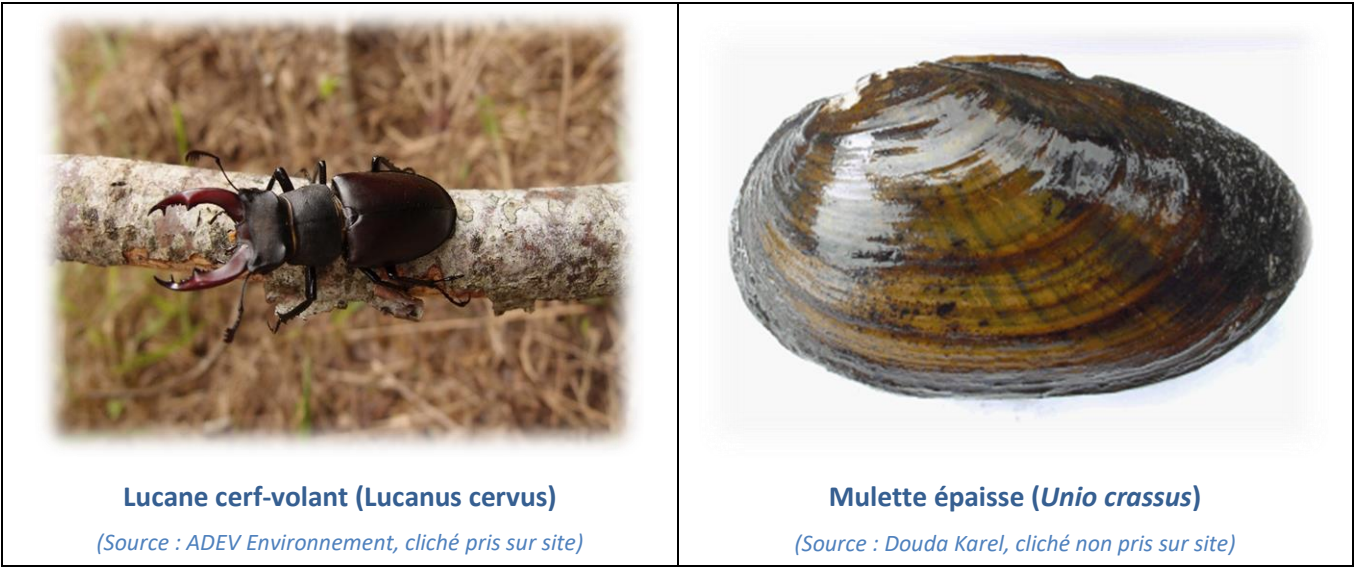 Lucane cerf-volant (Lucanus cervus)
(Source : ADEV Environnement, cliché pris sur site)
Mulette épaisse (Unio crassus)
(Source : Douda Karel, cliché non pris sur site)